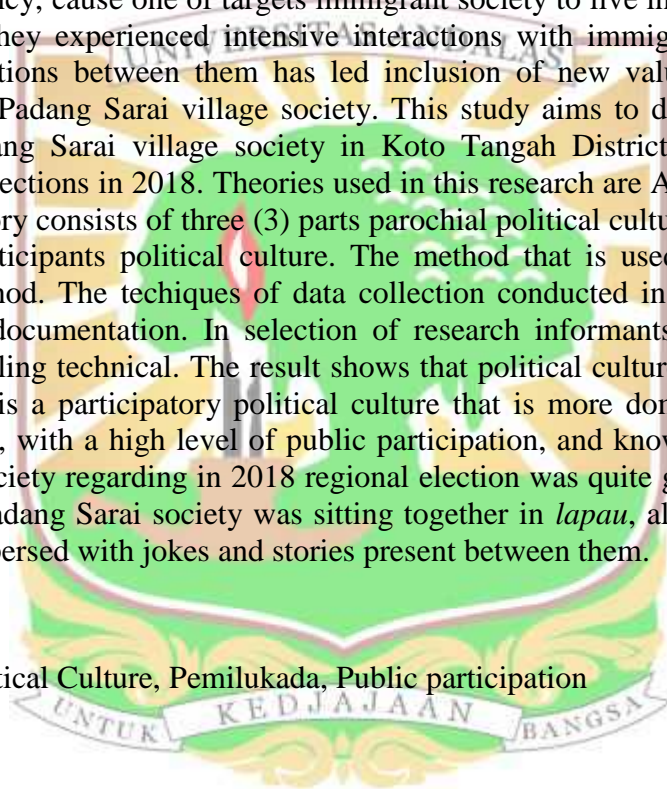 ncy, cause one of targets immigrant society to live in
hey experienced intensive interactions with immig
UNIVERSITAS ANDALAS
tions between them has led inclusion of new valu
Padang Sarai village society. This study aims to d
ang Sarai village society in Koto Tangah District
ections in 2018. Theories used in this research are A
ory consists of three (3) parts parochial political cultu
ticipants political culture. The method that is used
nod. The techiques of data collection conducted in
documentation. In selection of research informants
ling technical. The result shows that political cultur
is a participatory political culture that is more don
, with a high level of public participation, and know
ciety regarding in 2018 regional election was quite g
adang Sarai society was sitting together in lapau, al
persed with jokes and stories present between them.
tical Culture, Pemilukada, Public participation
UNTUK KEDJAJAAN BANGSA